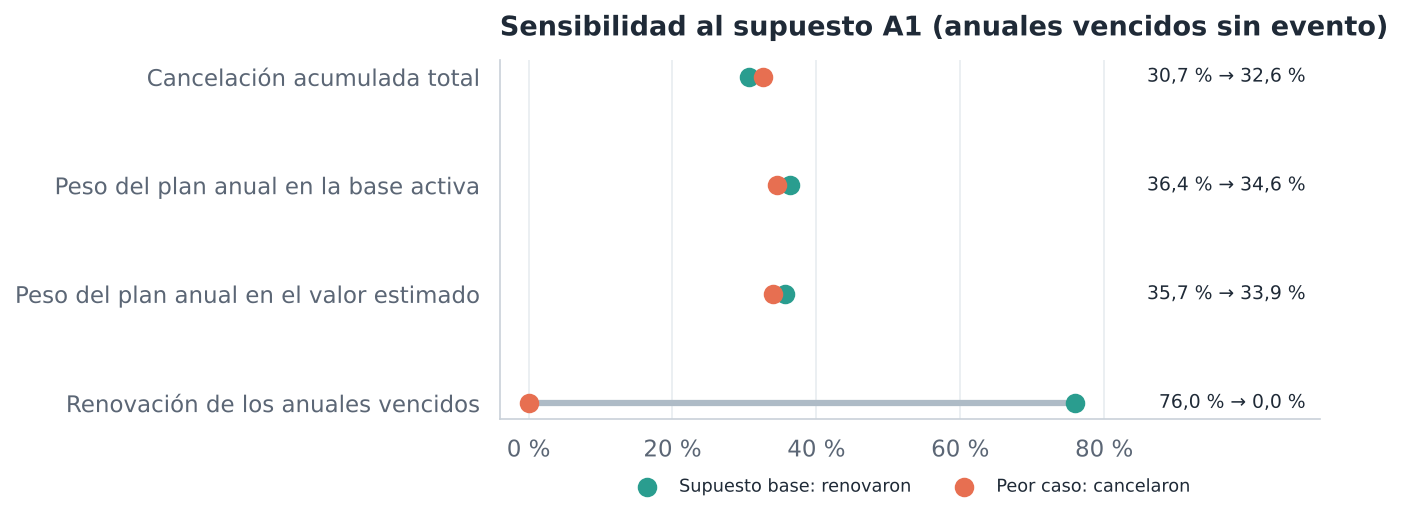 Sensibilidad al supuesto A1 (anuales vencidos sin evento)
Cancelación acumulada total
30,7 % → 32,6 %
Peso del plan anual en la base activa
36,4 % → 34,6 %
Peso del plan anual en el valor estimado
35,7 % → 33,9 %
Renovación de los anuales vencidos
76,0 % → 0,0 %
0 % 20 % 40 % 60 % 80 %
Supuesto base: renovaron Peor caso: cancelaron